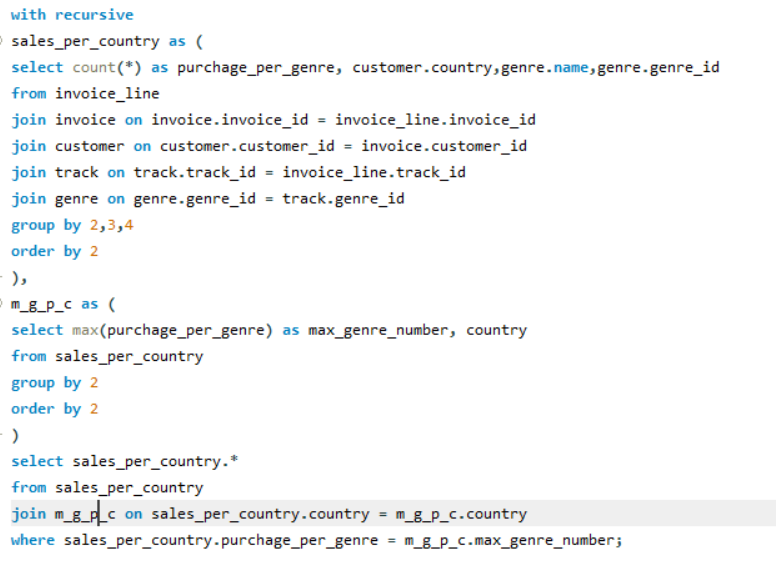 with recursive
sales_per_country as (
select count(*) as purchage_per_genre, customer.country,genre.name,genre.genre_id
from invoice_line
join invoice on invoice.invoice_id = invoice_line.invoice_id
join customer on customer.customer_id = invoice.customer_id
join track on track.track_id = invoice_line.track_id
join genre on genre.genre_id = track.genre_id
group by 2,3,4
order by 2
),
m_g_p_c as (
select max(purchage_per_genre) as max_genre_number, country
from sales_per_country
group by 2
order by 2
)
select sales_per_country.*
from sales_per_country
join m_g_p_c on sales_per_country.country = m_g_p_c.country
where sales_per_country.purchage_per_genre = m_g_p_c.max_genre_number;